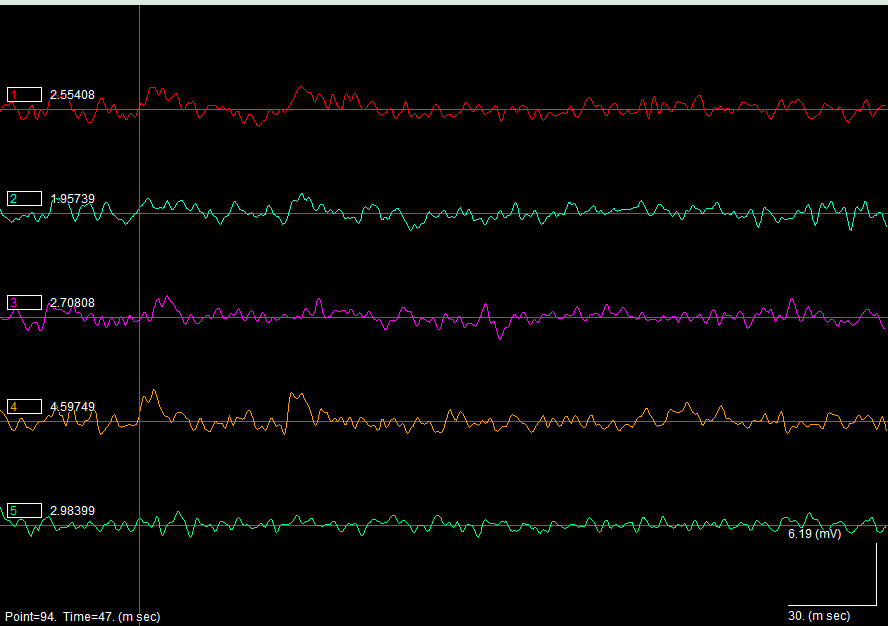 1 2.55408
2 1.95739
3 2.70808
4 4.59749
5 2.98399
6.19 (mV)
30. (m sec)
Point=94. Time=47. (m sec)